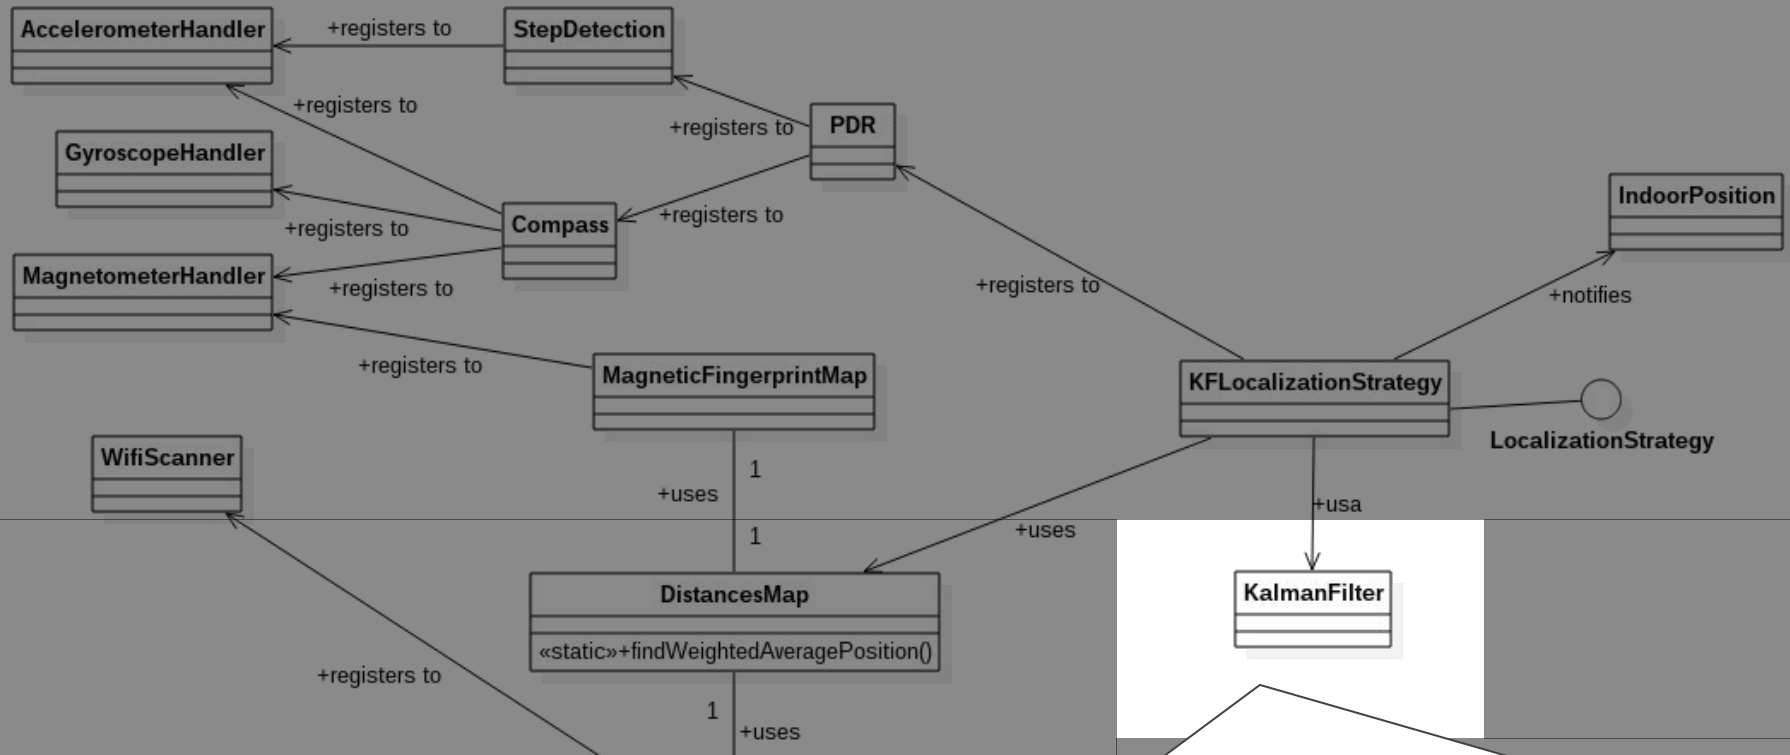 AccelerometerHandler
+registers to
StepDetection
+registers to
+registers to
PDR
GyroscopeHandler
IndoorPosition
+registers to
Compass
+registers to
MagnetometerHandler
+registers to
+registers to
+notifies
+registers to
MagneticFingerprintMap
KFLocalizationStrategy
LocalizationStrategy
WifiScanner
1
+uses
+usa
1
+uses
DistancesMap
KalmanFilter
«static»+findWeightedAveragePosition()
+registers to
1
+uses